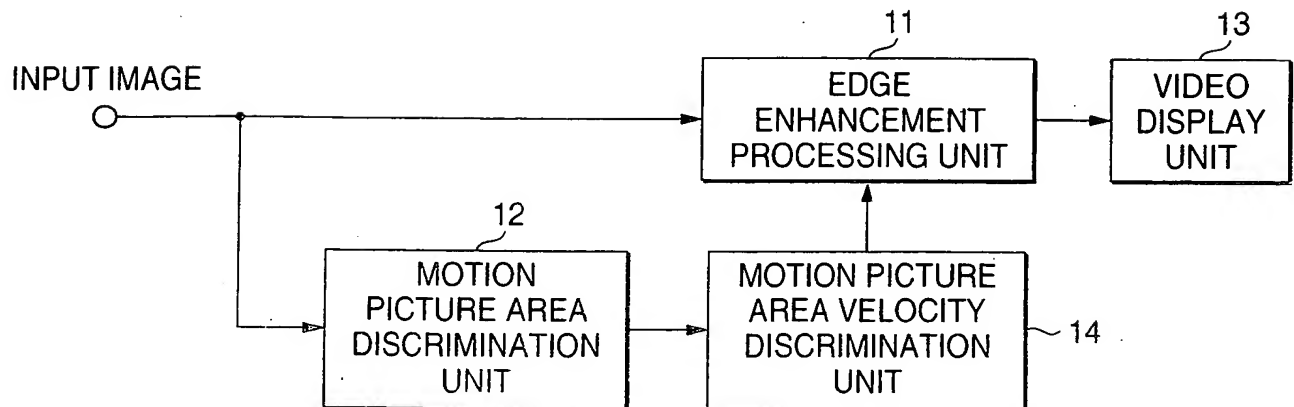 INPUT IMAGE
11
EDGE
ENHANCEMENT
PROCESSING UNIT
13
VIDEO
DISPLAY
UNIT
12
MOTION
PICTURE AREA
DISCRIMINATION
UNIT
MOTION PICTURE
AREA VELOCITY
DISCRIMINATION
UNIT
14